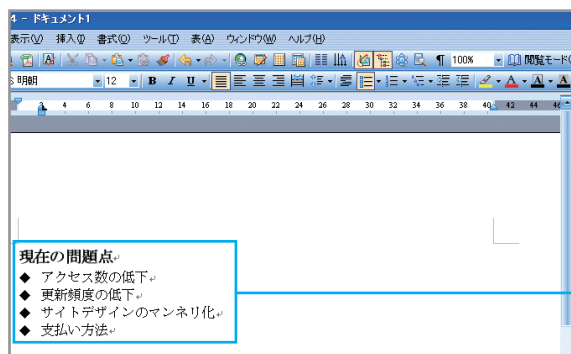 4 - ドキュメント1
表示(V) 挿入(I) 書式(O) ツール(T) 表(A) ウィンドウ(W) ヘルプ(H)
100% 閲覧モード(
明朝 12 B I U A A A
2 4 6 8 10 12 14 16 18 20 22 24 26 28 30 32 34 36 38 40 42 44 46
現在の問題点
◆ アクセス数の低下
◆ 更新頻度の低下
◆ サイトデザインのマンネリ化
◆ 支払い方法